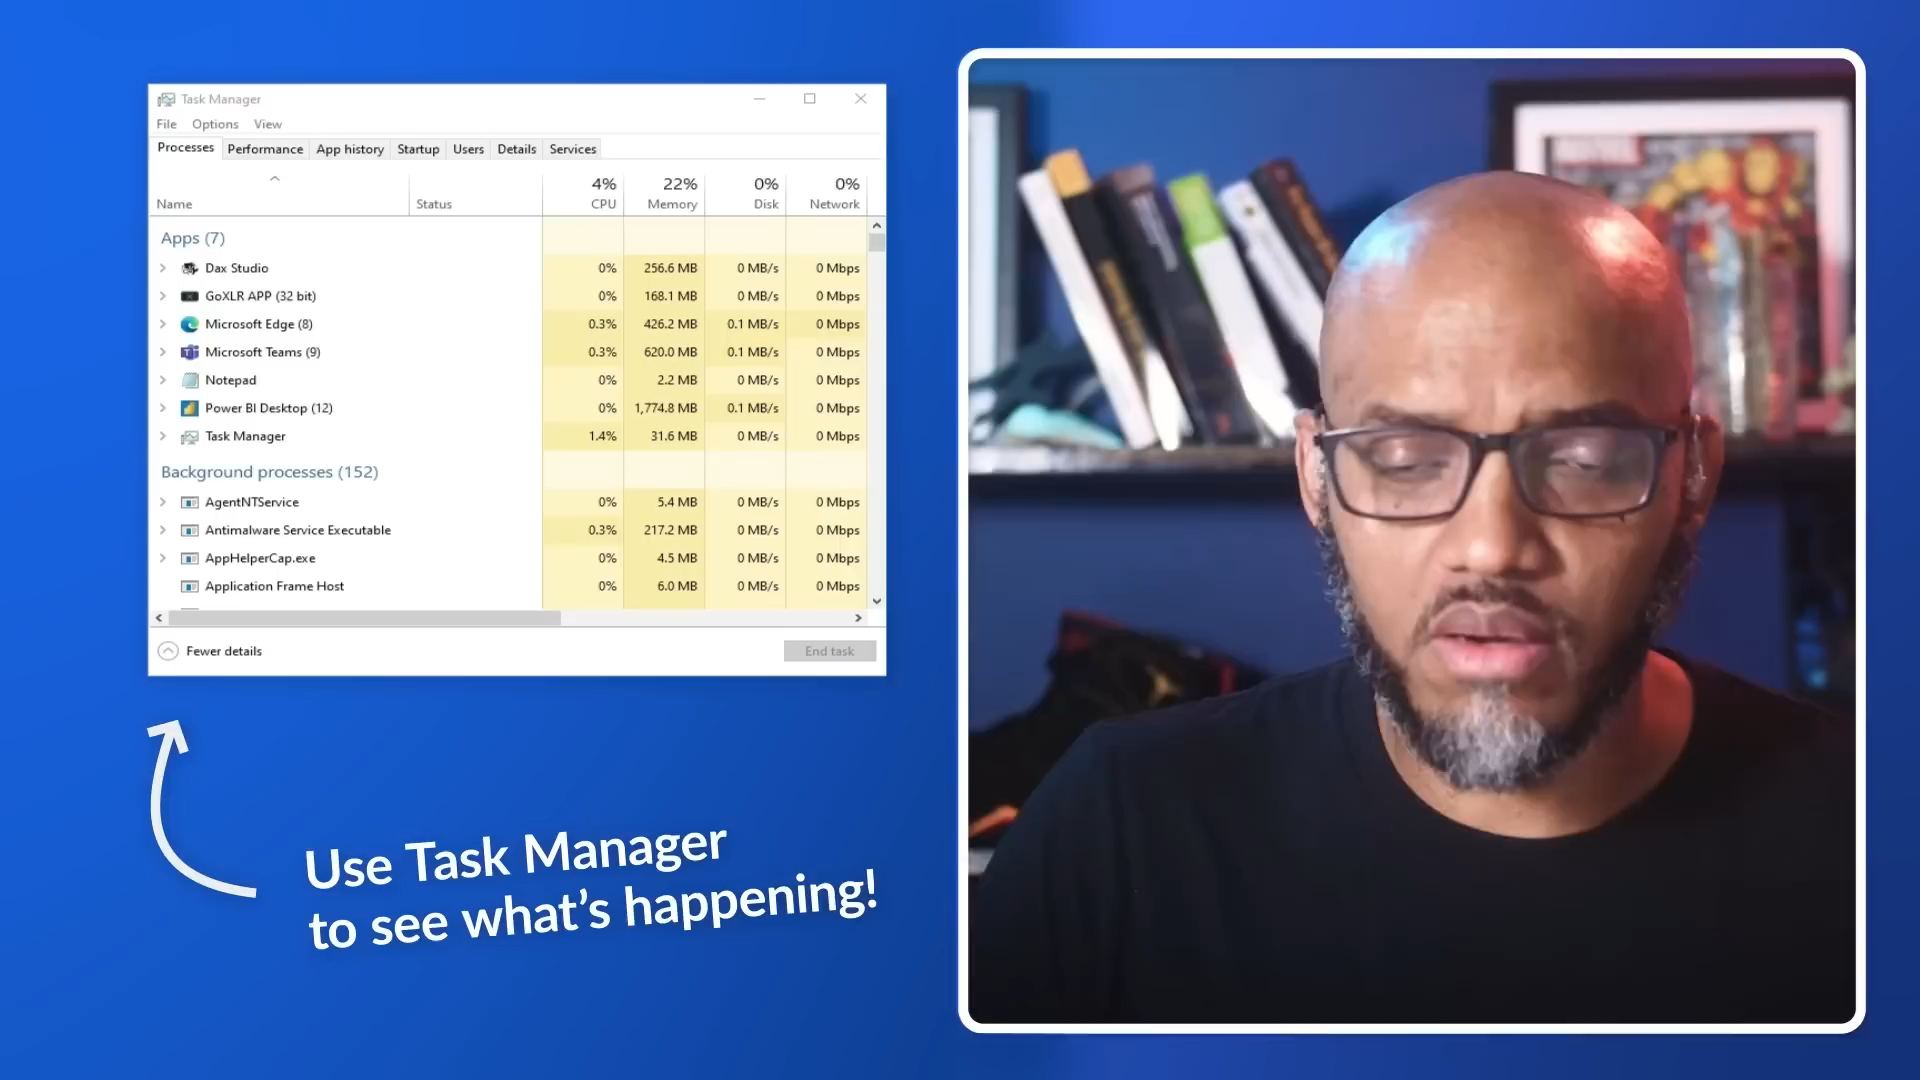 Task Manager
File Options View
Processes Performance App history Startup Users Details Services
4% 22% 0% 0%
Name Status CPU Memory Disk Network
Apps (7)
Dax Studio 0% 256.6 MB 0 MB/s 0 Mbps
GoXLR APP (32 bit) 0% 168.1 MB 0 MB/s 0 Mbps
Microsoft Edge (8) 0.3% 426.2 MB 0.1 MB/s 0 Mbps
Microsoft Teams (9) 0.3% 620.0 MB 0.1 MB/s 0 Mbps
Notepad 0% 2.2 MB 0 MB/s 0 Mbps
Power BI Desktop (12) 0% 1,774.8 MB 0.1 MB/s 0 Mbps
Task Manager 1.4% 31.6 MB 0 MB/s 0 Mbps
Background processes (152)
AgentNTService 0% 5.4 MB 0 MB/s 0 Mbps
Antimalware Service Executable 0.3% 217.2 MB 0 MB/s 0 Mbps
AppHelperCap.exe 0% 4.5 MB 0 MB/s 0 Mbps
Application Frame Host 0% 6.0 MB 0 MB/s 0 Mbps
Fewer details End task
Use Task Manager
to see what's happening!